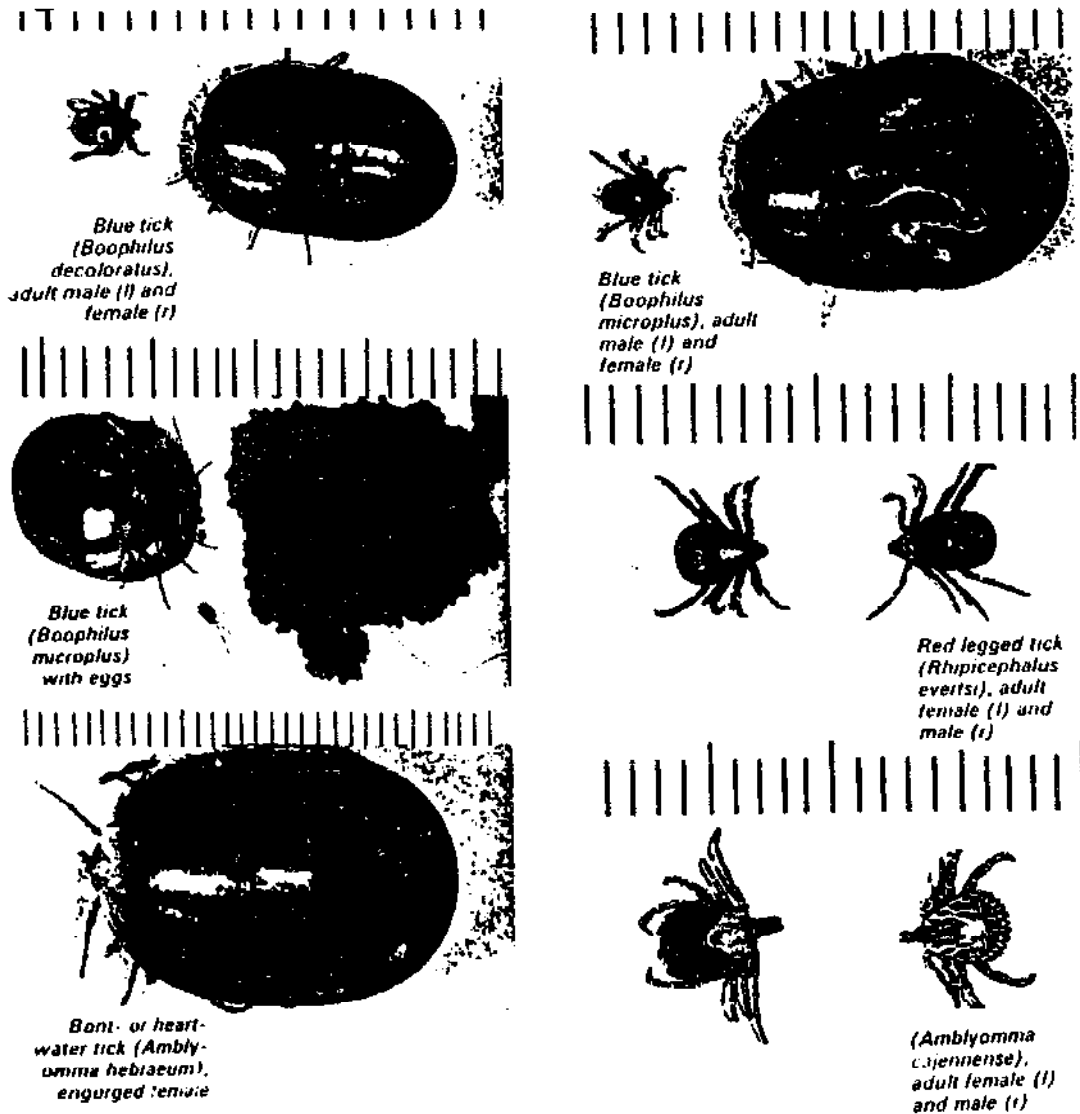 Blue tick
(Boophilus
decoloratus),
adult male (l) and
female (r)
Blue tick
(Boophilus
microplus), adult
male (l) and
female (r)
Blue tick
(Boophilus
microplus)
with eggs
Red legged tick
(Rhipicephalus
evertsi), adult
female (l) and
male (r)
Bont- or heart-
water tick (Ambly-
omma hebraeum),
engorged female
(Amblyomma
cajennense),
adult female (l)
and male (r)